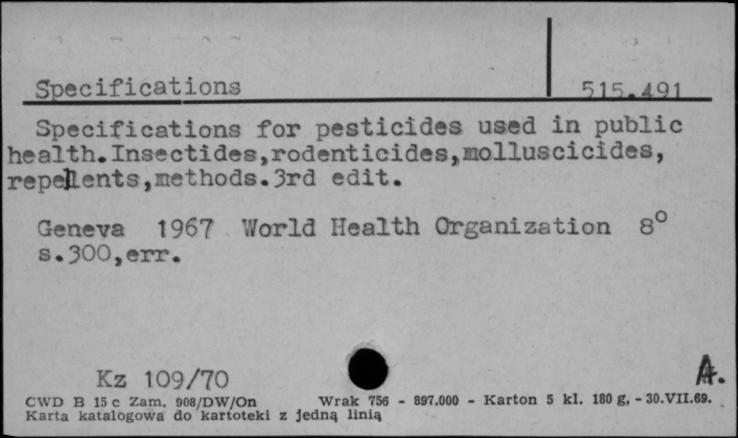 Specifications 515.491
Specifications for pesticides used in public
health.Insectides,rodenticides,molluscicides,
repellents,methods.3rd edit.
Geneva 1967 World Health Organization 8°
s.300,err.
Kz 109/70 A.
CWD B 15 c Zam. 908/DW/On Wrak 756 - 897.000 - Karton 5 kl. 180 g, - 30.VII.69.
Karta katalogowa do kartoteki z jedną linią